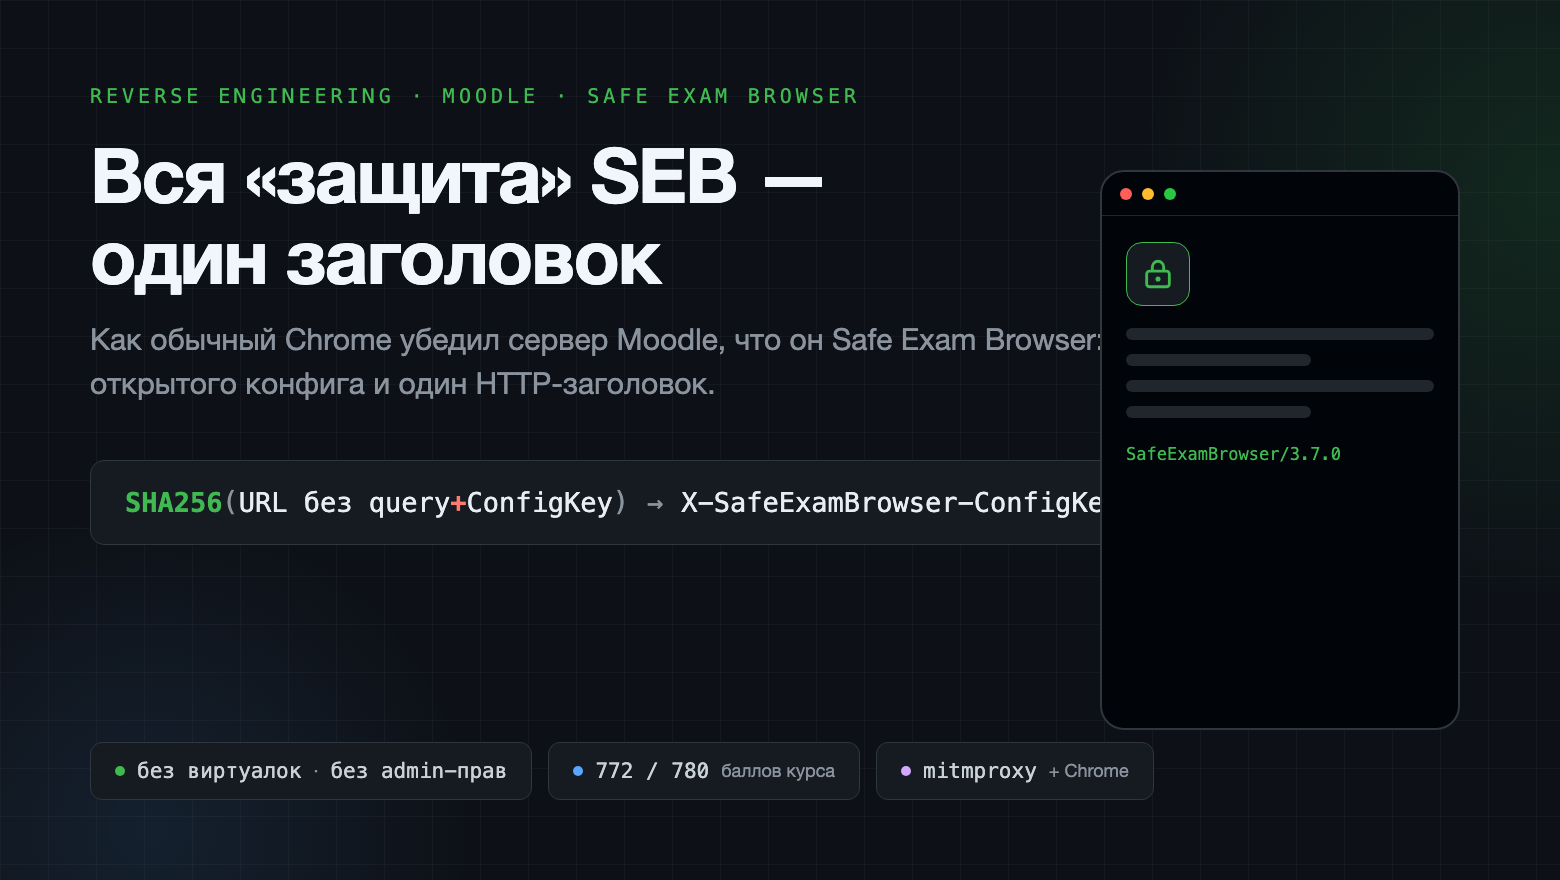 REVERSE ENGINEERING · MOODLE · SAFE EXAM BROWSER
Вся «защита» SEB —
один заголовок
Как обычный Chrome убедил сервер Moodle, что он Safe Exam Browser:
открытого конфига и один HTTP-заголовок.
SHA256(URL без query+ConfigKey) → X-SafeExamBrowser-ConfigKe
SafeExamBrowser/3.7.0
без виртуалок · без admin-прав
772 / 780 баллов курса
mitmproxy + Chrome